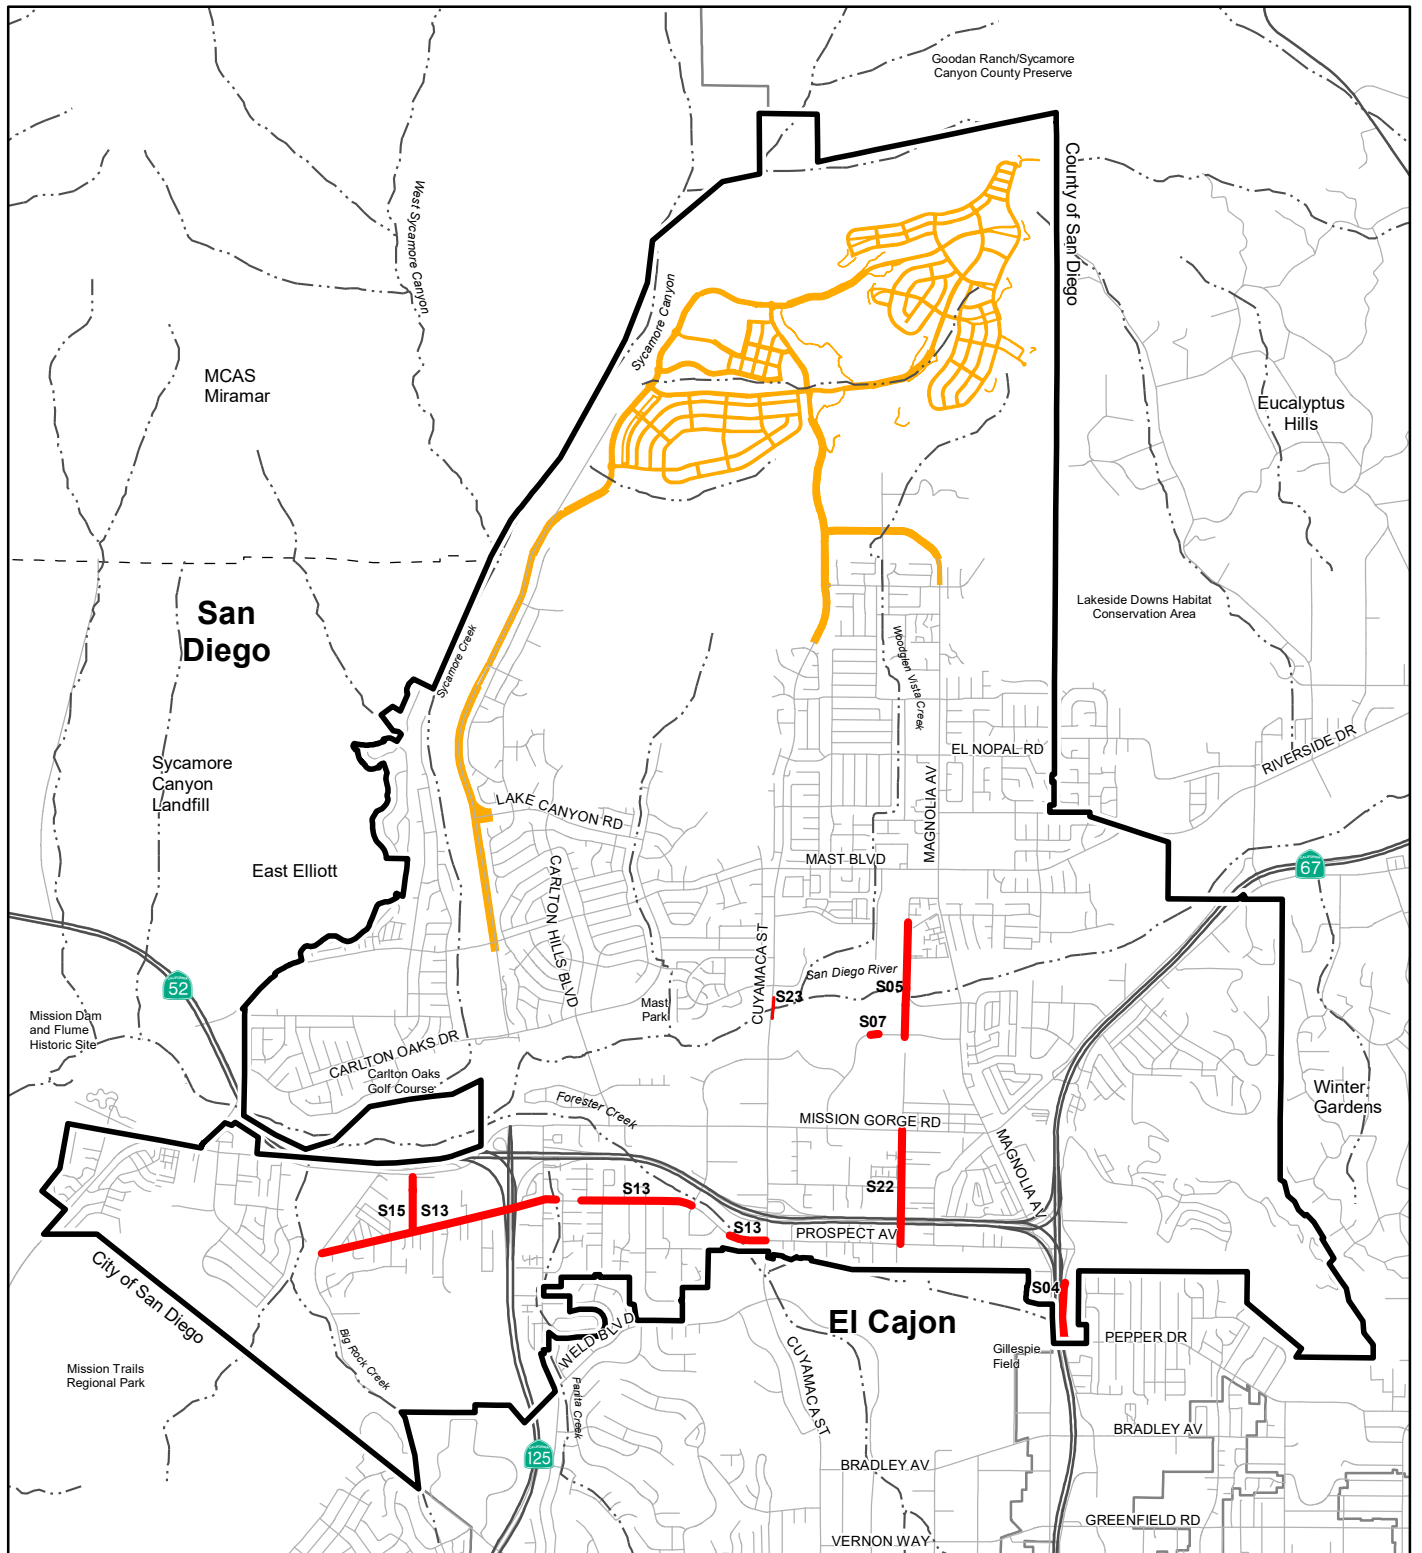 Goodan Ranch/Sycamore
Canyon County Preserve
County of San Diego
West Sycamore Canyon
Sycamore Canyon
MCAS
Miramar
Eucalyptus
Hills
San
Diego
Lakeside Downs Habitat
Conservation Area
Sycamore Creek
Woodglen Vista Creek
EL NOPAL RD
RIVERSIDE DR
Sycamore
Canyon
Landfill
LAKE CANYON RD
MAGNOLIA AV
MAST BLVD
CALIFORNIA
67
East Elliott
CARLTON HILLS BLVD
CUYAMACA ST
San Diego River
S05
CALIFORNIA
52
S23
Mast
Park
S07
Mission Dam
and Flume
Historic Site
CARLTON OAKS DR
Carlton Oaks
Golf Course
Winter
Gardens
Forester Creek
MISSION GORGE RD
MAGNOLIA AV
S13
S22
S15
S13
S13
PROSPECT AV
City of San Diego
S04
El Cajon
WELD BLVD
PEPPER DR
Gillespie
Field
Big Rock Creek
CUYAMACA ST
Mission Trails
Regional Park
Fanita Creek
BRADLEY AV
CALIFORNIA
125
BRADLEY AV
GREENFIELD RD
VERNON WAY